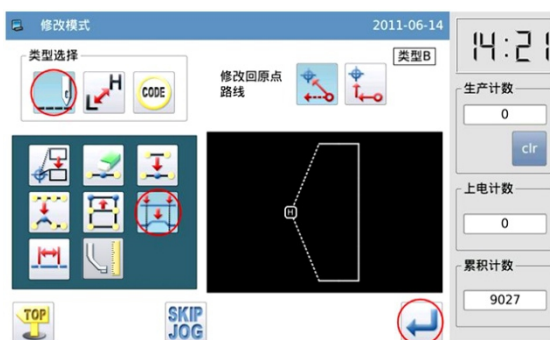 修改模式
2011-06-14
类型选择
H
CODE
修改回原点
路线
类型B
14:21
生产计数
0
clr
上电计数
0
H
累积计数
9027
TOP
SKIP
JOG